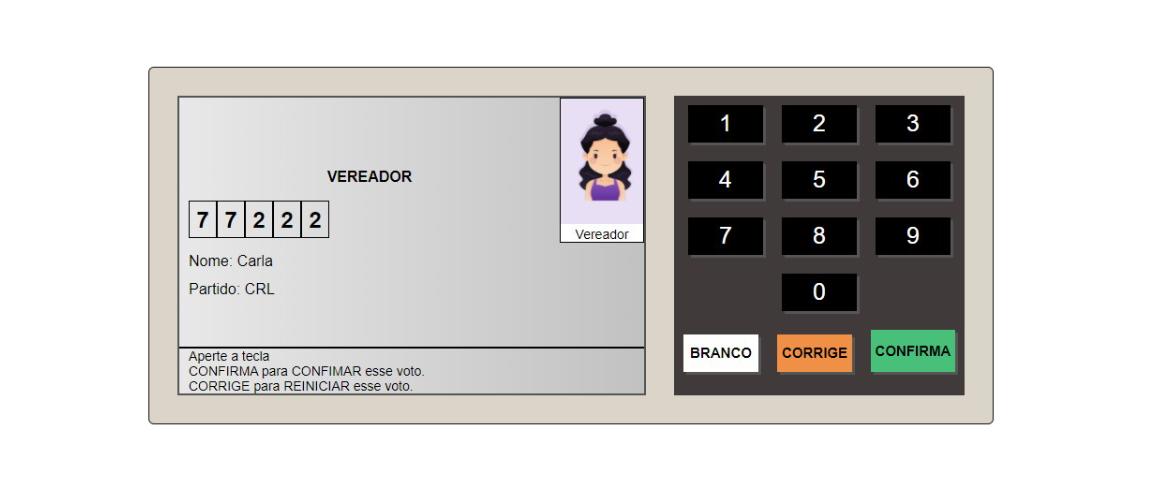 VEREADOR
7 7 2 2 2
Nome: Carla
Partido: CRL
Vereador
Aperte a tecla
CONFIRMA para CONFIMAR esse voto.
CORRIGE para REINICIAR esse voto.
1 2 3
4 5 6
7 8 9
0
BRANCO CORRIGE CONFIRMA